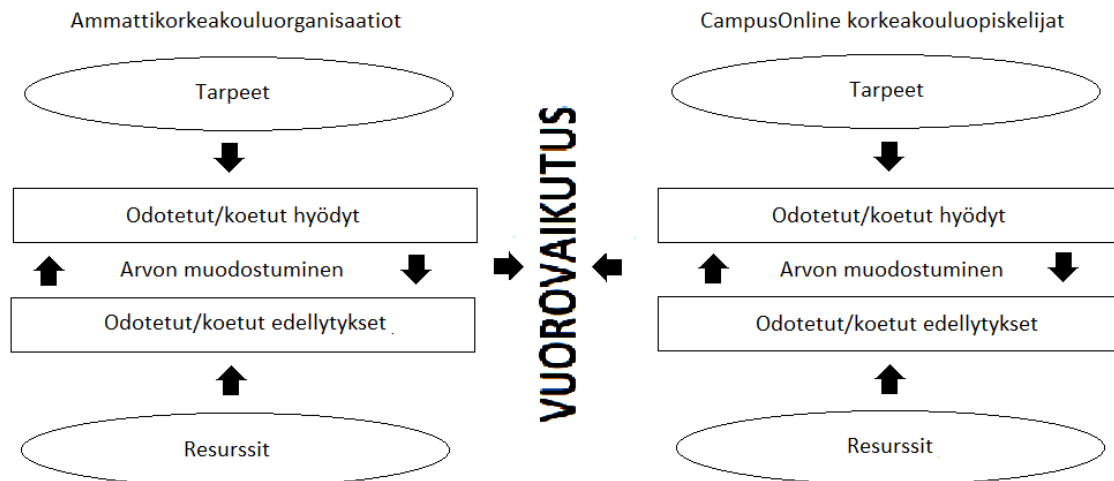 Ammattikorkeakouluorganisaatiot
Tarpeet
Odotetut/koetut hyödyt
Arvon muodostuminen
Odotetut/koetut edellytykset
Resurssit
VUOROVAIKUTUS
CampusOnline korkeakouluopiskelijat
Tarpeet
Odotetut/koetut hyödyt
Arvon muodostuminen
Odotetut/koetut edellytykset
Resurssit